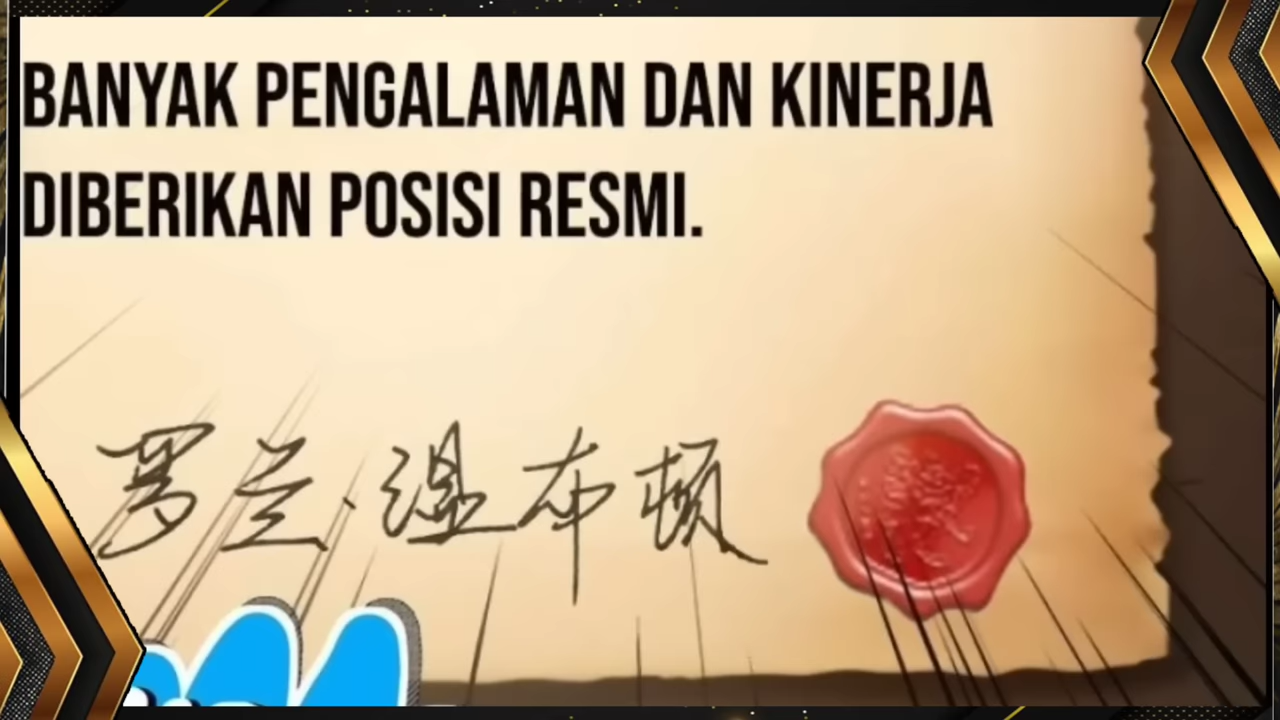 BANYAK PENGALAMAN DAN KINERJA
DIBERIKAN POSISI RESMI.
罗兰·温布顿